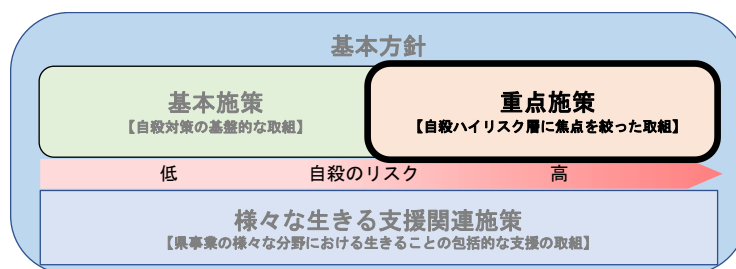 基本方針
基本施策
【自殺対策の基盤的な取組】
重点施策
【自殺ハイリスク層に焦点を絞った取組】
低 自殺のリスク 高
様々な生きる支援関連施策
【県事業の様々な分野における生きることの包括的な支援の取組】